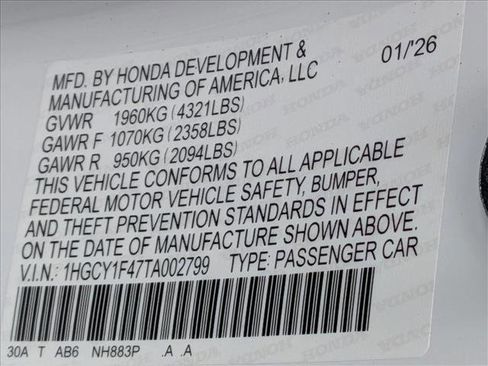 MFD. BY HONDA DEVELOPMENT & 01/'26
MANUFACTURING OF AMERICA, LLC
GVWR 1960KG (4321LBS)
GAWR F 1070KG (2358LBS)
GAWR R 950KG (2094LBS)
THIS VEHICLE CONFORMS TO ALL APPLICABLE
FEDERAL MOTOR VEHICLE SAFETY, BUMPER,
AND THEFT PREVENTION STANDARDS IN EFFECT
ON THE DATE OF MANUFACTURE SHOWN ABOVE.
V.I.N.: 1HGCY1F47TA002799 TYPE: PASSENGER CAR
30A T AB6 NH883P .A .A